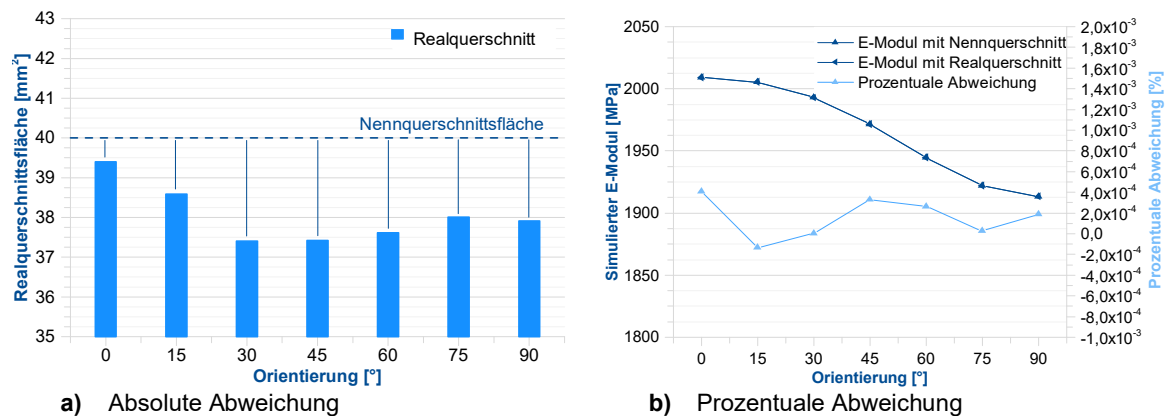 43
42
41
40
39
38
37
36
35
Realquerschnittsfläche [mm²]
Realquerschnitt
Nennquerschnittsfläche
0 15 30 45 60 75 90
Orientierung [°]
a) Absolute Abweichung
2050
2000
1950
1900
1850
1800
Simulierter E-Modul [MPa]
E-Modul mit Nennquerschnitt
E-Modul mit Realquerschnitt
Prozentuale Abweichung
2,0x10-3
1,8x10-3
1,6x10-3
1,4x10-3
1,2x10-3
1,0x10-3
8,0x10-4
6,0x10-4
4,0x10-4
2,0x10-4
0,0
-2,0x10-4
-4,0x10-4
-6,0x10-4
-8,0x10-4
-1,0x10-3
Prozentuale Abweichung [%]
0 15 30 45 60 75 90
Orientierung [°]
b) Prozentuale Abweichung